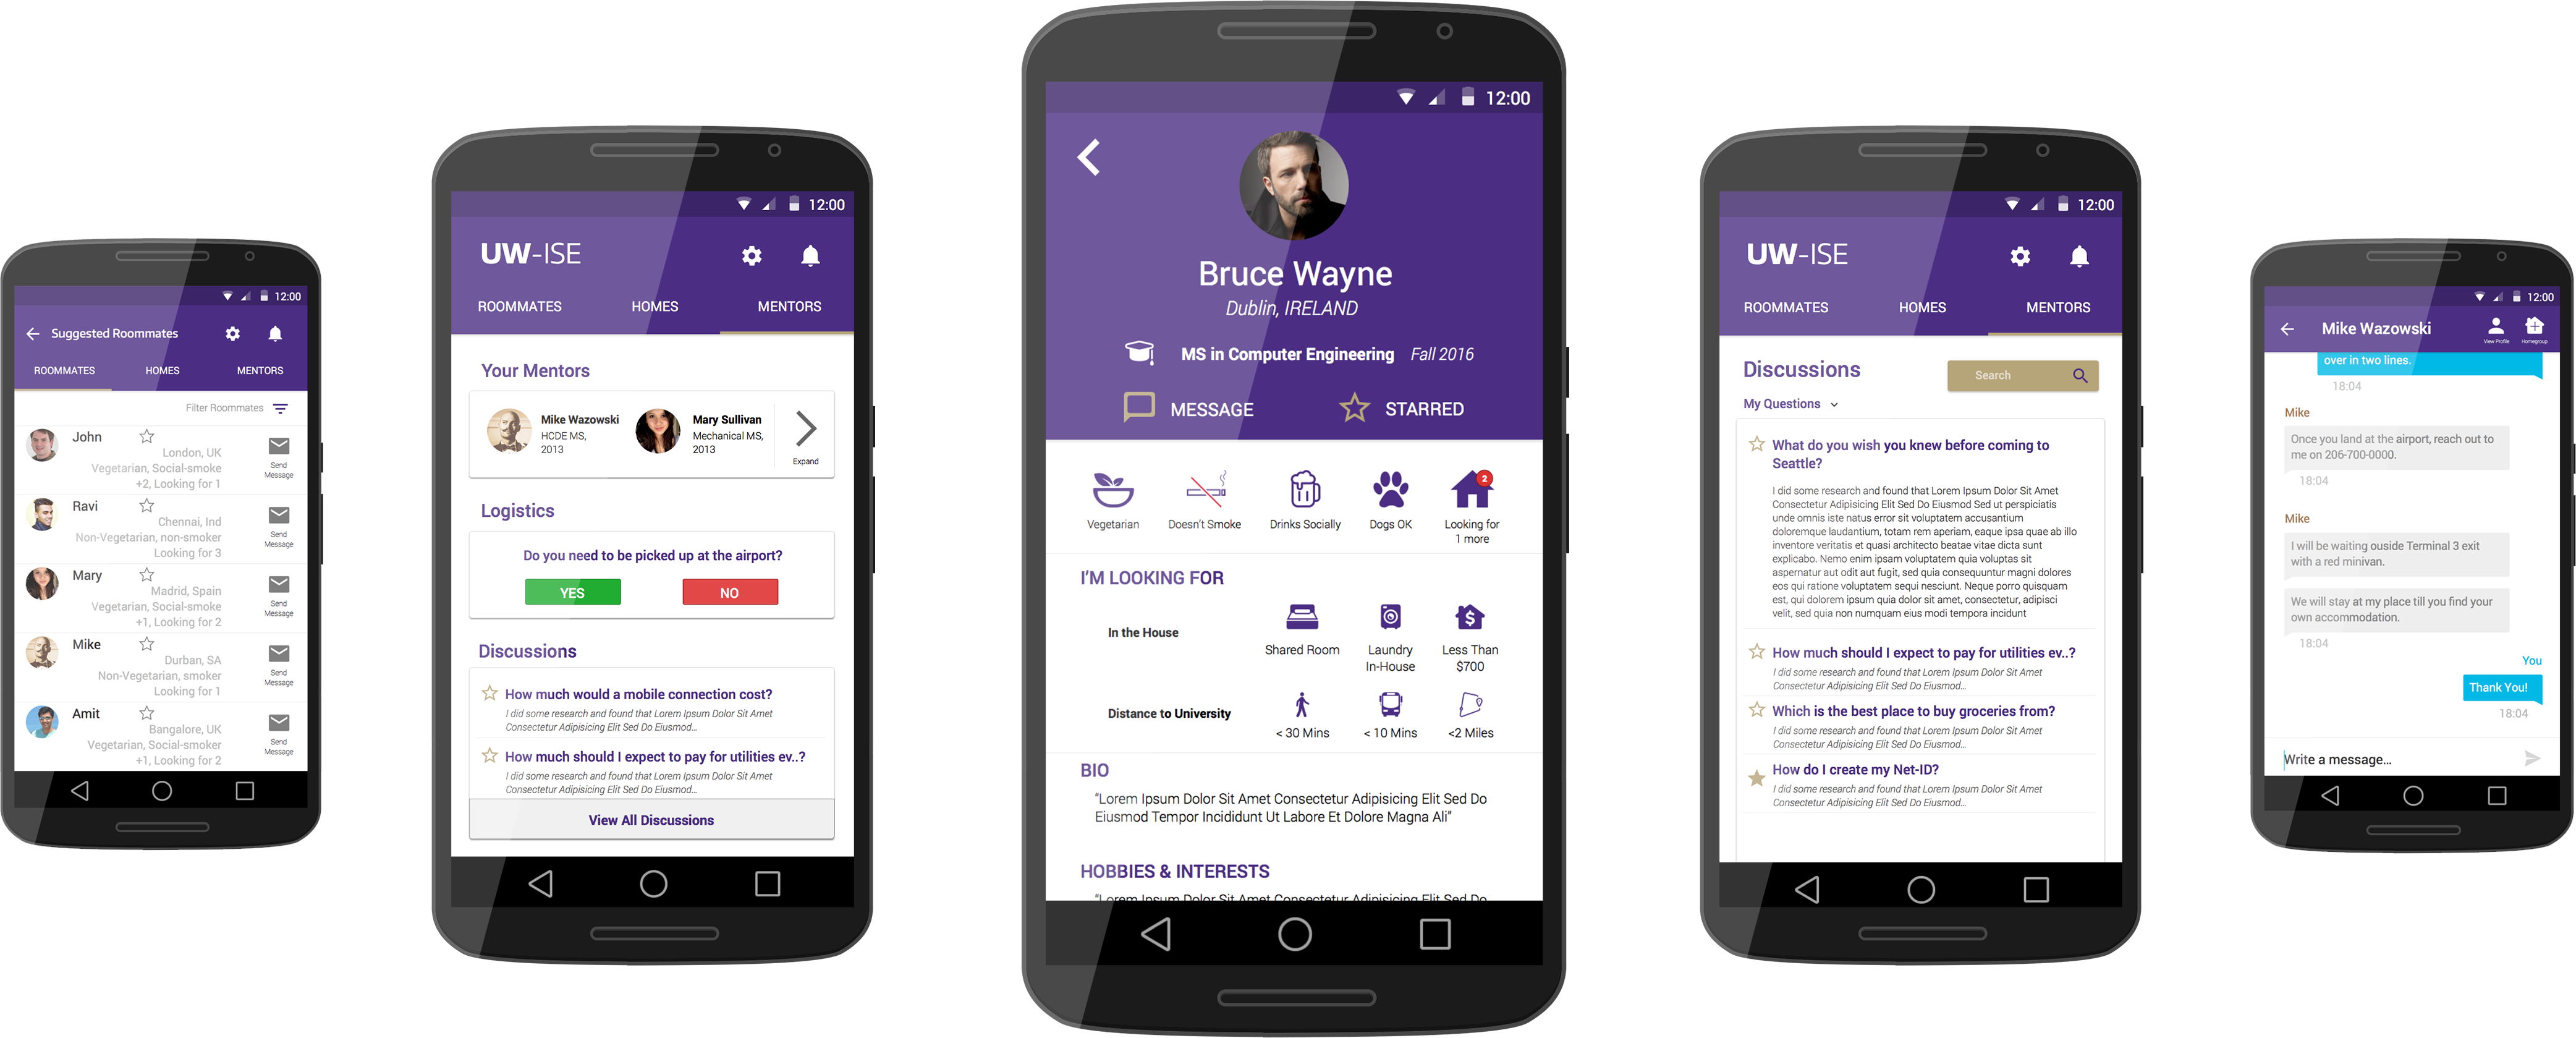 12:00
Suggested Roommates
ROOMMATES HOMES MENTORS
Filter Roommates
John
London, UK
Vegetarian, Social-smoke
+2, Looking for 1
Send
Message
Ravi
Chennai, Ind
Non-Vegetarian, non-smoker
Looking for 3
Send
Message
Mary
Madrid, Spain
Vegetarian, Social-smoke
+1, Looking for 2
Send
Message
Mike
Durban, SA
Non-Vegetarian, smoker
Looking for 1
Send
Message
Amit
Bangalore, UK
Vegetarian, Social-smoker
+1, Looking for 2
Send
Message
12:00
UW-ISE
ROOMMATES HOMES MENTORS
Your Mentors
Mike Wazowski
HCDE MS,
2013
Mary Sullivan
Mechanical MS,
2013
Expand
Logistics
Do you need to be picked up at the airport?
YES NO
Discussions
How much would a mobile connection cost?
I did some research and found that Lorem Ipsum Dolor Sit Amet
Consectetur Adipisicing Elit Sed Do Eiusmod...
How much should I expect to pay for utilities ev..?
I did some research and found that Lorem Ipsum Dolor Sit Amet
Consectetur Adipisicing Elit Sed Do Eiusmod...
View All Discussions
12:00
Bruce Wayne
Dublin, IRELAND
MS in Computer Engineering Fall 2016
MESSAGE STARRED
Vegetarian
Doesn't Smoke
Drinks Socially
Dogs OK
2
Looking for
1 more
I'M LOOKING FOR
In the House
Shared Room
Laundry
In-House
Less Than
$700
Distance to University
< 30 Mins
< 10 Mins
<2 Miles
BIO
"Lorem Ipsum Dolor Sit Amet Consectetur Adipisicing Elit Sed Do
Eiusmod Tempor Incididunt Ut Labore Et Dolore Magna Ali"
HOBBIES & INTERESTS
"Lorem Ipsum Dolor Sit Amet Consectetur Adipisicing Elit Sed Do
12:00
UW-ISE
ROOMMATES HOMES MENTORS
Discussions
Search
My Questions
What do you wish you knew before coming to
Seattle?
I did some research and found that Lorem Ipsum Dolor Sit Amet
Consectetur Adipisicing Elit Sed Do Eiusmod Sed ut perspiciatis
unde omnis iste natus error sit voluptatem accusantium
doloremque laudantium, totam rem aperiam, eaque ipsa quae ab illo
inventore veritatis et quasi architecto beatae vitae dicta sunt
explicabo. Nemo enim ipsam voluptatem quia voluptas sit
aspernatur aut odit aut fugit, sed quia consequuntur magni dolores
eos qui ratione voluptatem sequi nesciunt. Neque porro quisquam
est, qui dolorem ipsum quia dolor sit amet, consectetur, adipisci
velit, sed quia non numquam eius modi tempora incidunt
How much should I expect to pay for utilities ev..?
I did some research and found that Lorem Ipsum Dolor Sit Amet
Consectetur Adipisicing Elit Sed Do Eiusmod...
Which is the best place to buy groceries from?
I did some research and found that Lorem Ipsum Dolor Sit Amet
Consectetur Adipisicing Elit Sed Do Eiusmod...
How do I create my Net-ID?
I did some research and found that Lorem Ipsum Dolor Sit Amet
Consectetur Adipisicing Elit Sed Do Eiusmod...
12:00
Mike Wazowski
View Profile
Homegroup
over in two lines.
18:04
Mike
Once you land at the airport, reach out to
me on 206-700-0000.
18:04
Mike
I will be waiting ouside Terminal 3 exit
with a red minivan.
We will stay at my place till you find your
own accommodation.
18:04
You
Thank You!
18:04
Write a message...